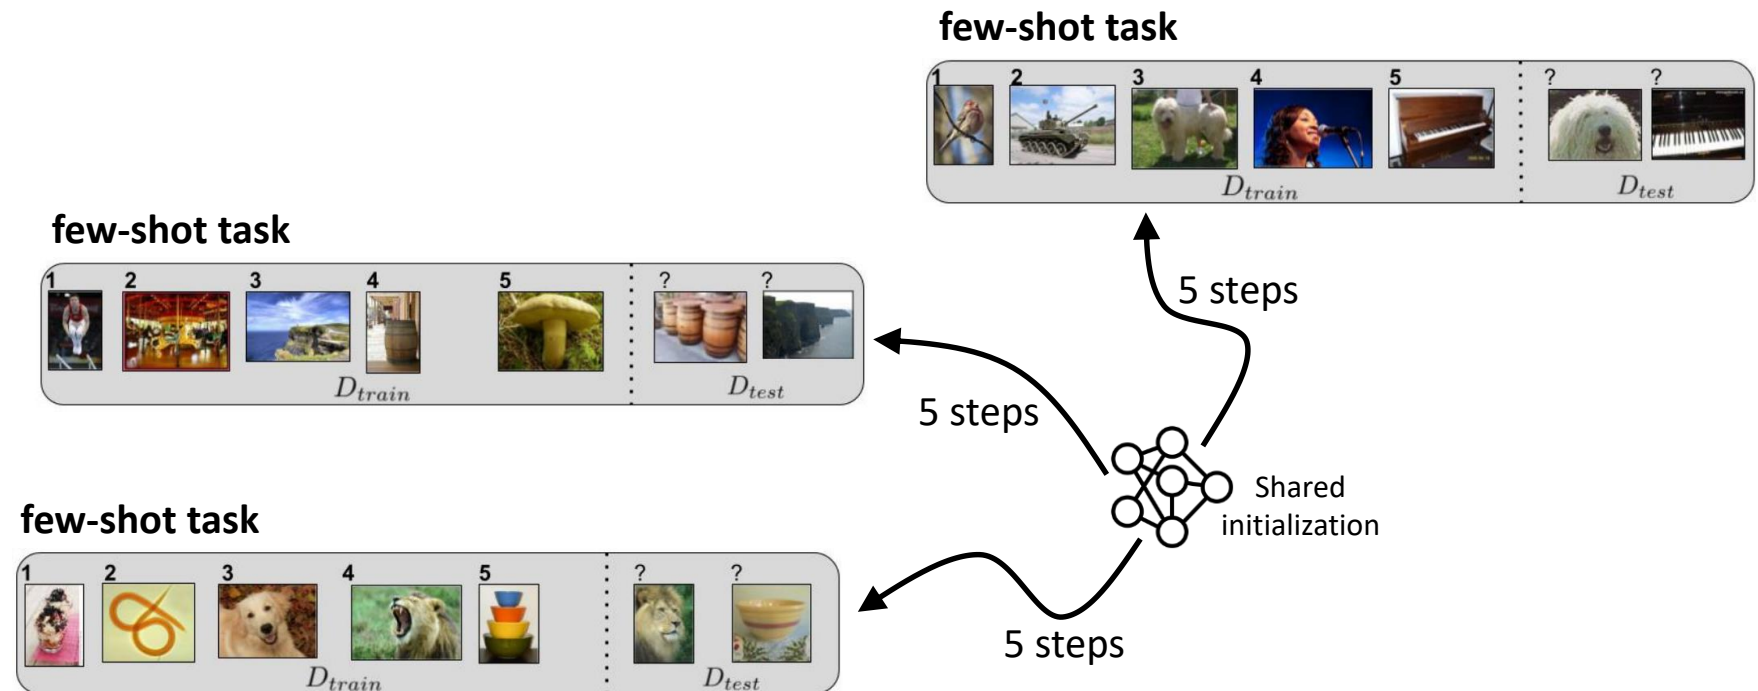 few-shot task
1 2 3 4 5 ? ?
D_train D_test
few-shot task
1 2 3 4 5 ? ?
D_train D_test
5 steps
5 steps
Shared
initialization
few-shot task
1 2 3 4 5 ? ?
D_train D_test
5 steps